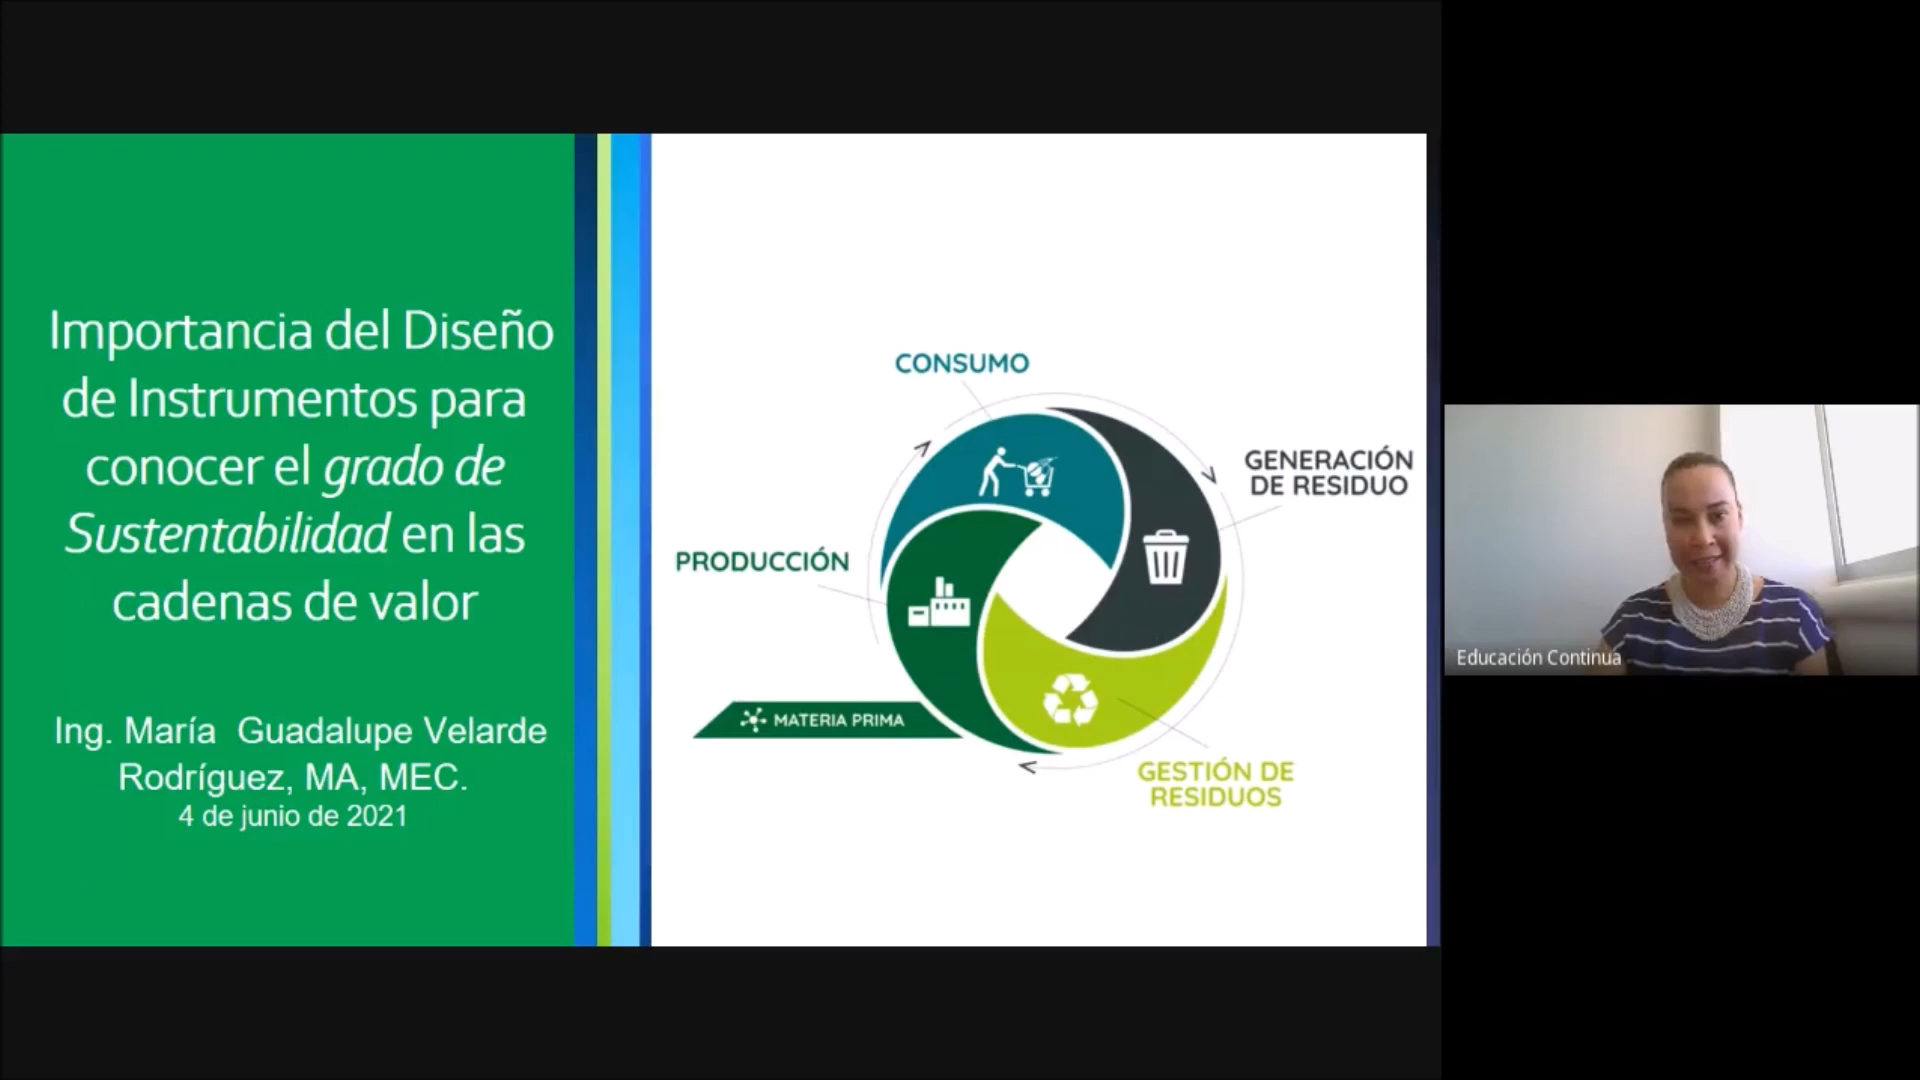 Importancia del Diseño
de Instrumentos para
conocer el grado de
Sustentabilidad en las
cadenas de valor
Ing. María  Guadalupe Velarde
Rodríguez, MA, MEC.
4 de junio de 2021
CONSUMO
GENERACIÓN
DE RESIDUO
PRODUCCIÓN
MATERIA PRIMA
GESTIÓN DE
RESIDUOS
Educación Continua